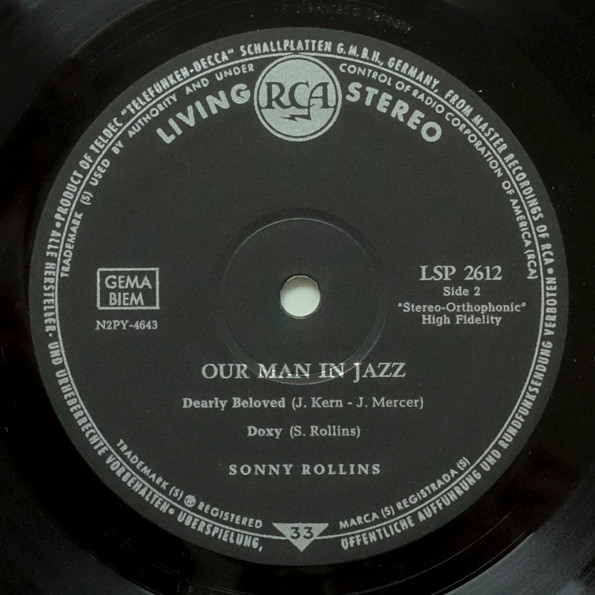 • PRODUCT OF TELDEC "TELEFUNKEN-DECCA" SCHALLPLATTEN G.M.B.H., GERMANY, FROM MASTER RECORDINGS OF RCA •
TRADEMARK (S) USED BY AUTHORITY AND UNDER CONTROL OF RADIO CORPORATION OF AMERICA (RCA)
LIVING RCA STEREO
GEMA
BIEM
N2PY-4643
LSP 2612
Side 2
"Stereo-Orthophonic"
High Fidelity
OUR MAN IN JAZZ
Dearly Beloved (J. Kern - J. Mercer)
Doxy (S. Rollins)
SONNY ROLLINS
TRADEMARK (S) ® REGISTERED
MARCA (S) REGISTRADA (S)
33
ALLE HERSTELLER- UND URHEBERRECHTE VORBEHALTEN • ÜBERSPIELUNG, ÖFFENTLICHE AUFFÜHRUNG UND RUNDFUNKSENDUNG VERBOTEN